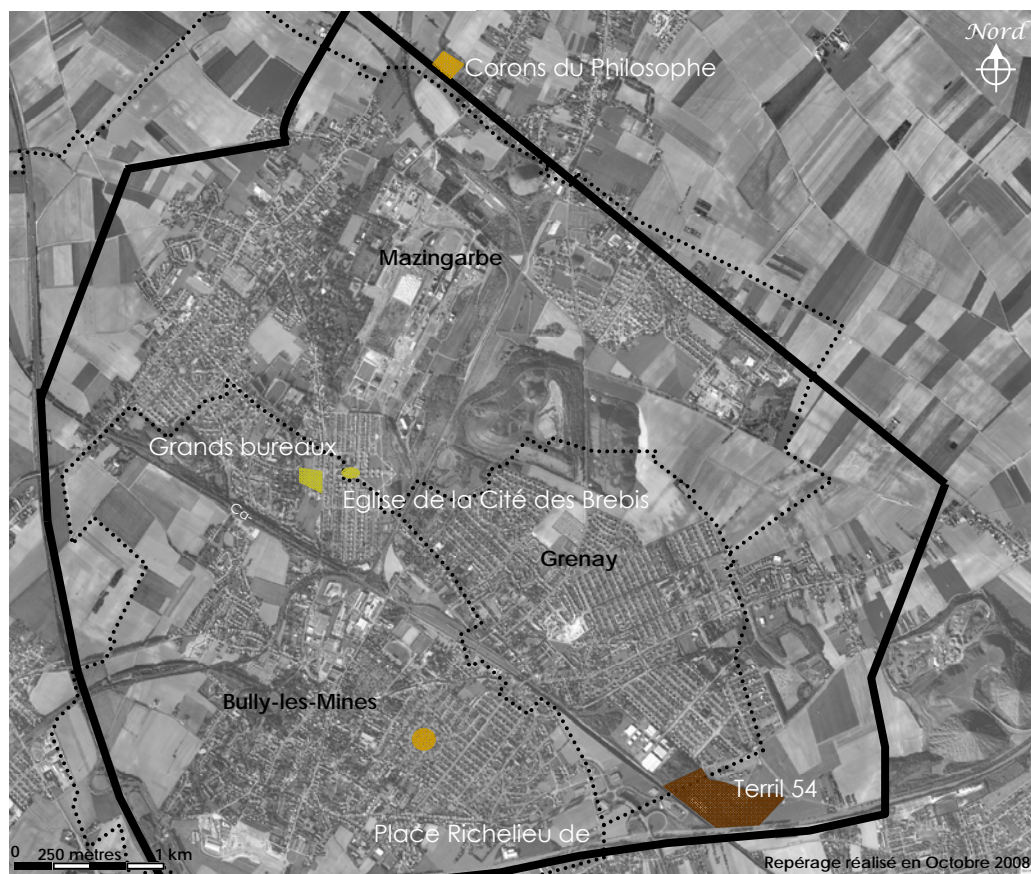 Nord
Corons du Philosophe
Mazingarbe
Grands bureaux
Eglise de la Cité des Brebis
Ca-
Grenay
Bully-les-Mines
Terril 54
Place Richelieu de
0 250 mètres 1 km
Repérage réalisé en Octobre 2008